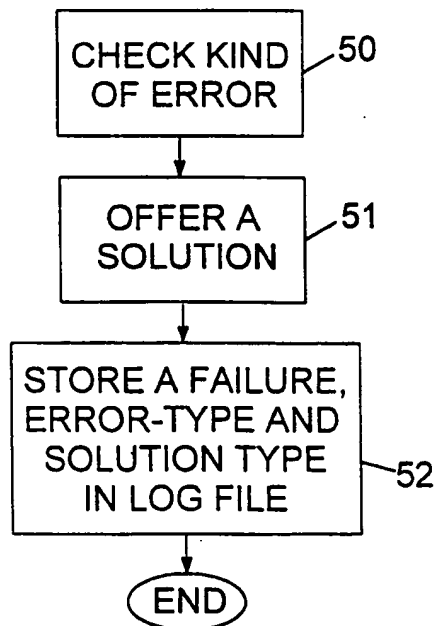 CHECK KIND
OF ERROR
50
OFFER A
SOLUTION
51
STORE A FAILURE,
ERROR-TYPE AND
SOLUTION TYPE
IN LOG FILE
52
END